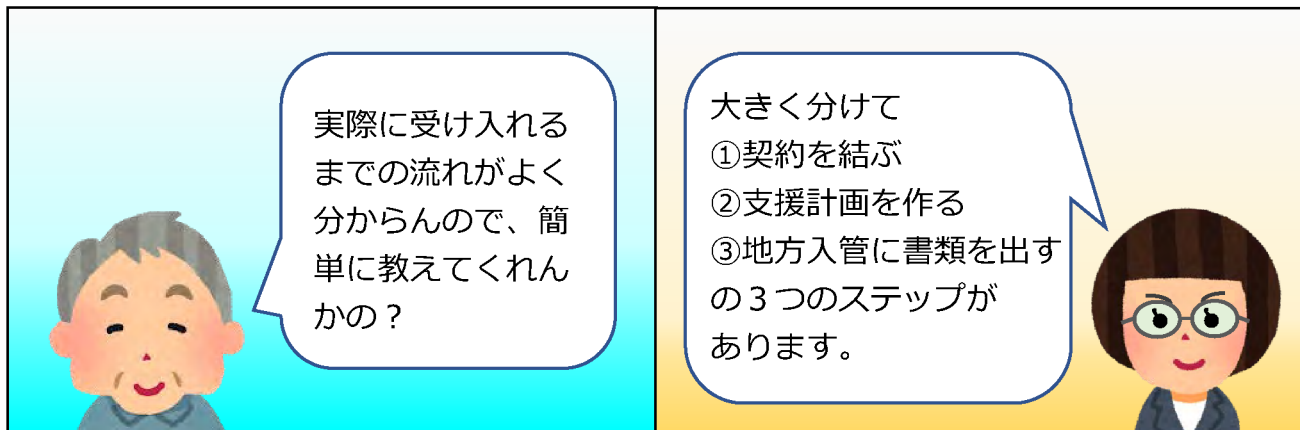 実際に受け入れる
までの流れがよく
分からんので、簡
単に教えてくれん
かの？
大きく分けて
①契約を結ぶ
②支援計画を作る
③地方入管に書類を出す
の３つのステップが
あります。